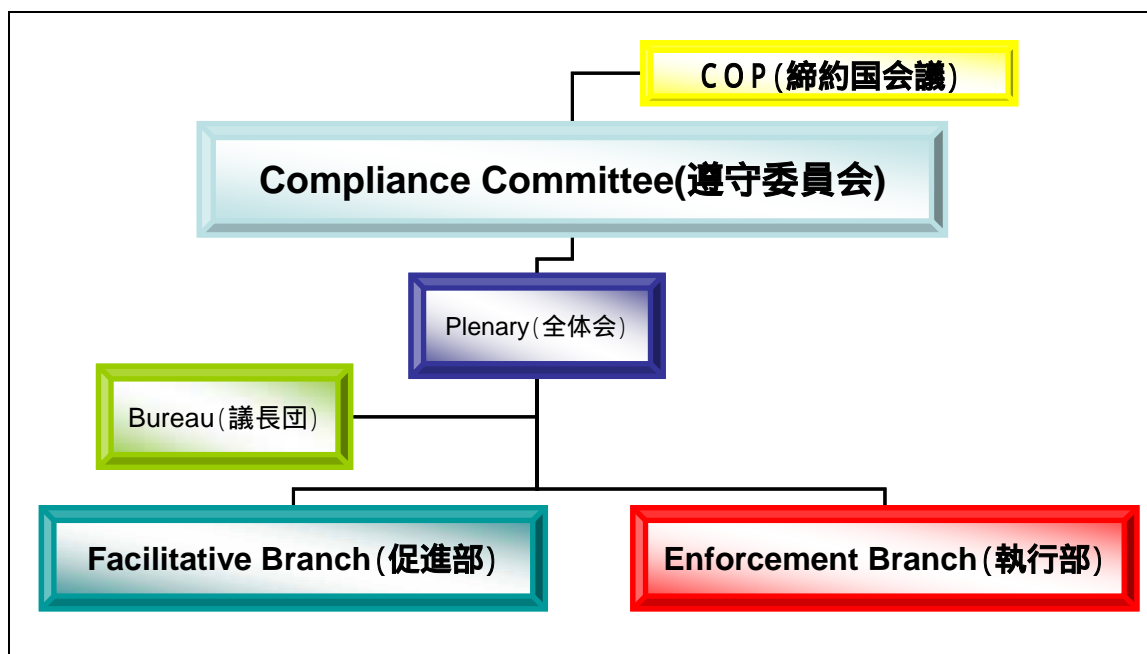 COP(締約国会議)
Compliance Committee(遵守委員会)
Plenary(全体会)
Bureau(議長団)
Facilitative Branch(促進部)
Enforcement Branch(執行部)